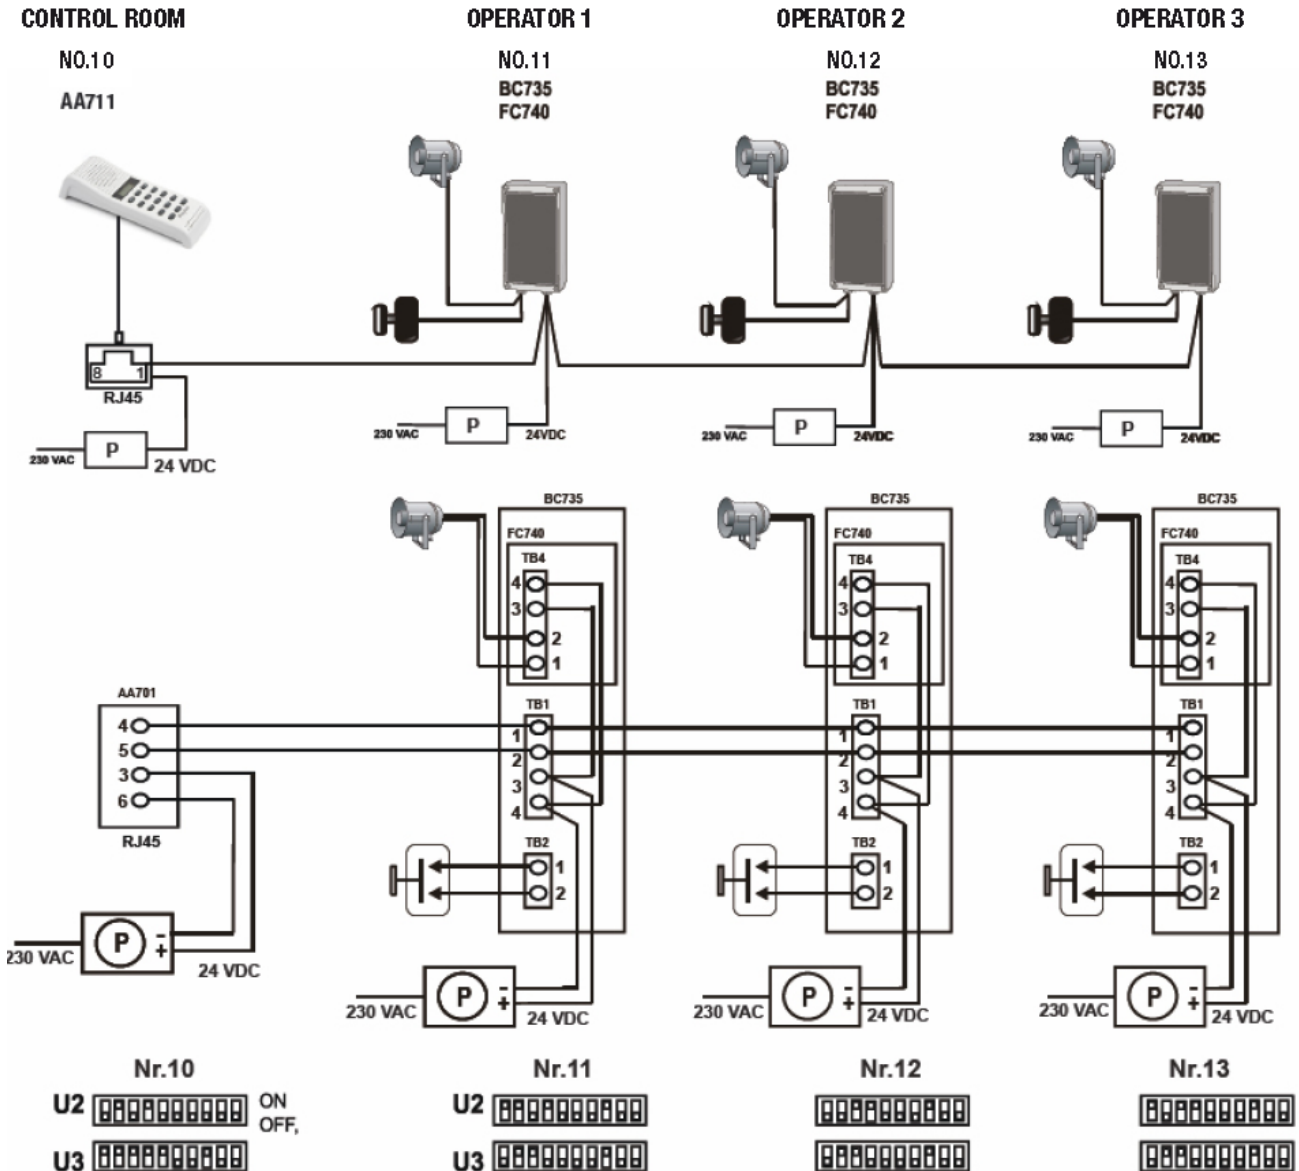 CONTROL ROOM OPERATOR 1 OPERATOR 2 OPERATOR 3
NO.10 NO.11 NO.12 NO.13
AA711 BC735 BC735 BC735
FC740 FC740 FC740
8 1
RJ45
P 230 VAC 24 VDC
230 VAC P 24VDC
230 VAC P 24VDC
230 VAC P 24VDC
BC735 BC735 BC735
FC740 FC740 FC740
TB4 TB4 TB4
4 4 4
3 3 3
2 2 2
1 1 1
AA701 TB1 TB1 TB1
4 1 1 1
5 2 2 2
3 3 3 3
6 4 4 4
RJ45 TB2 TB2 TB2
1 1 1
2 2 2
P - +
230 VAC 24 VDC
P - + P - + P - +
230 VAC 24 VDC 230 VAC 24 VDC 230 VAC 24 VDC
Nr.10 Nr.11 Nr.12 Nr.13
U2 ON U2
OFF,
U3 U3